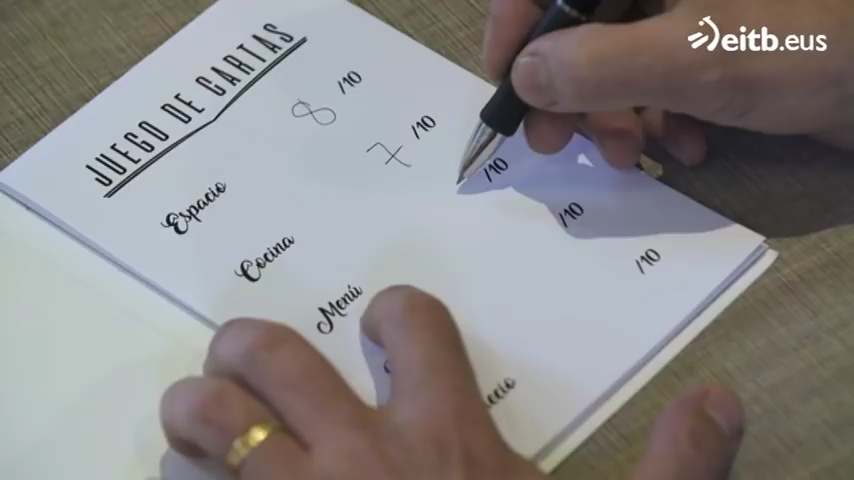 eitb.eus
JUEGO DE CARTAS
Espacio 8 /10
Cocina 7 /10
Menú /10
/10
/10